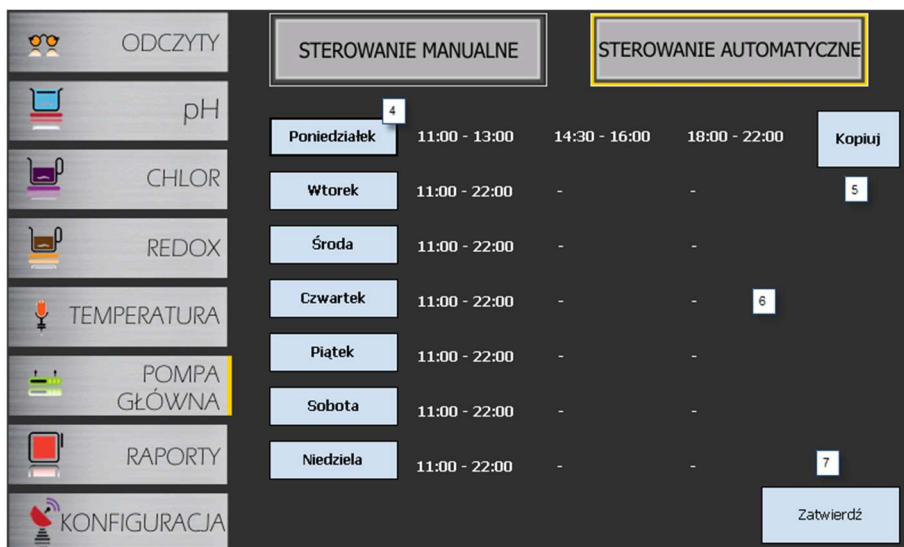 ODCZYTY
pH
CHLOR
REDOX
TEMPERATURA
POMPA
GŁÓWNA
RAPORTY
KONFIGURACJA
STEROWANIE MANUALNE
STEROWANIE AUTOMATYCZNE
4
Poniedziałek 11:00 - 13:00 14:30 - 16:00 18:00 - 22:00 Kopiuj
Wtorek 11:00 - 22:00 - - 5
Środa 11:00 - 22:00 - -
Czwartek 11:00 - 22:00 - - 6
Piątek 11:00 - 22:00 - -
Sobota 11:00 - 22:00 - -
Niedziela 11:00 - 22:00 - - 7
Zatwierdź